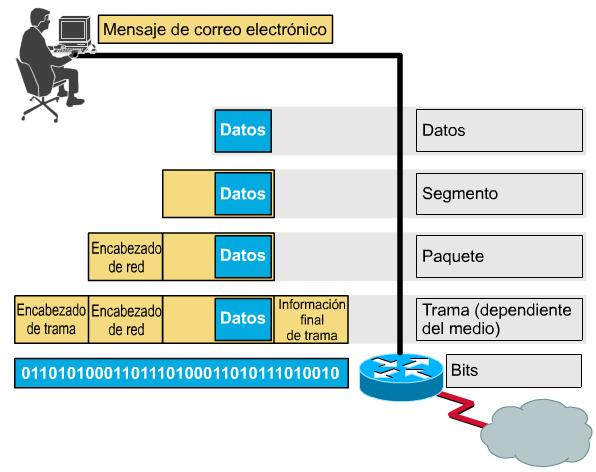 Mensaje de correo electrónico
Datos
Datos
Datos
Segmento
Encabezado
de red
Datos
Paquete
Encabezado
de trama
Encabezado
de red
Datos
Información
final
de trama
Trama (dependiente
del medio)
0110101000110111010001101011101001​0
Bits